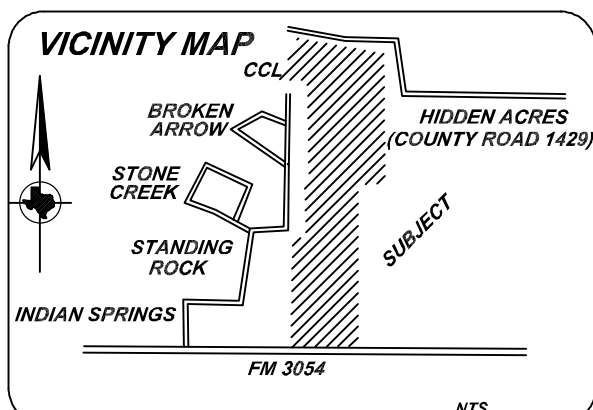 VICINITY MAP
CCL
BROKEN
ARROW
HIDDEN ACRES
(COUNTY ROAD 1429)
STONE
CREEK
SUBJECT
STANDING
ROCK
INDIAN SPRINGS
FM 3054
NTS